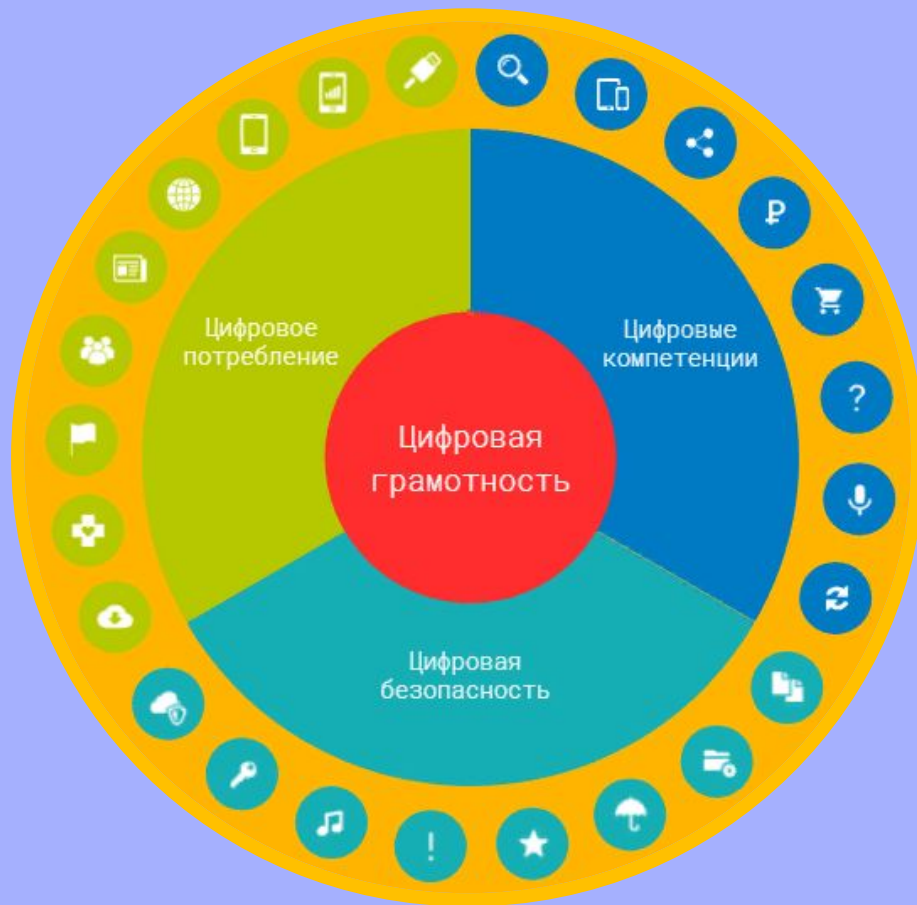 Цифровое
потребление
Цифровые
компетенции
Цифровая
грамотность
Цифровая
безопасность